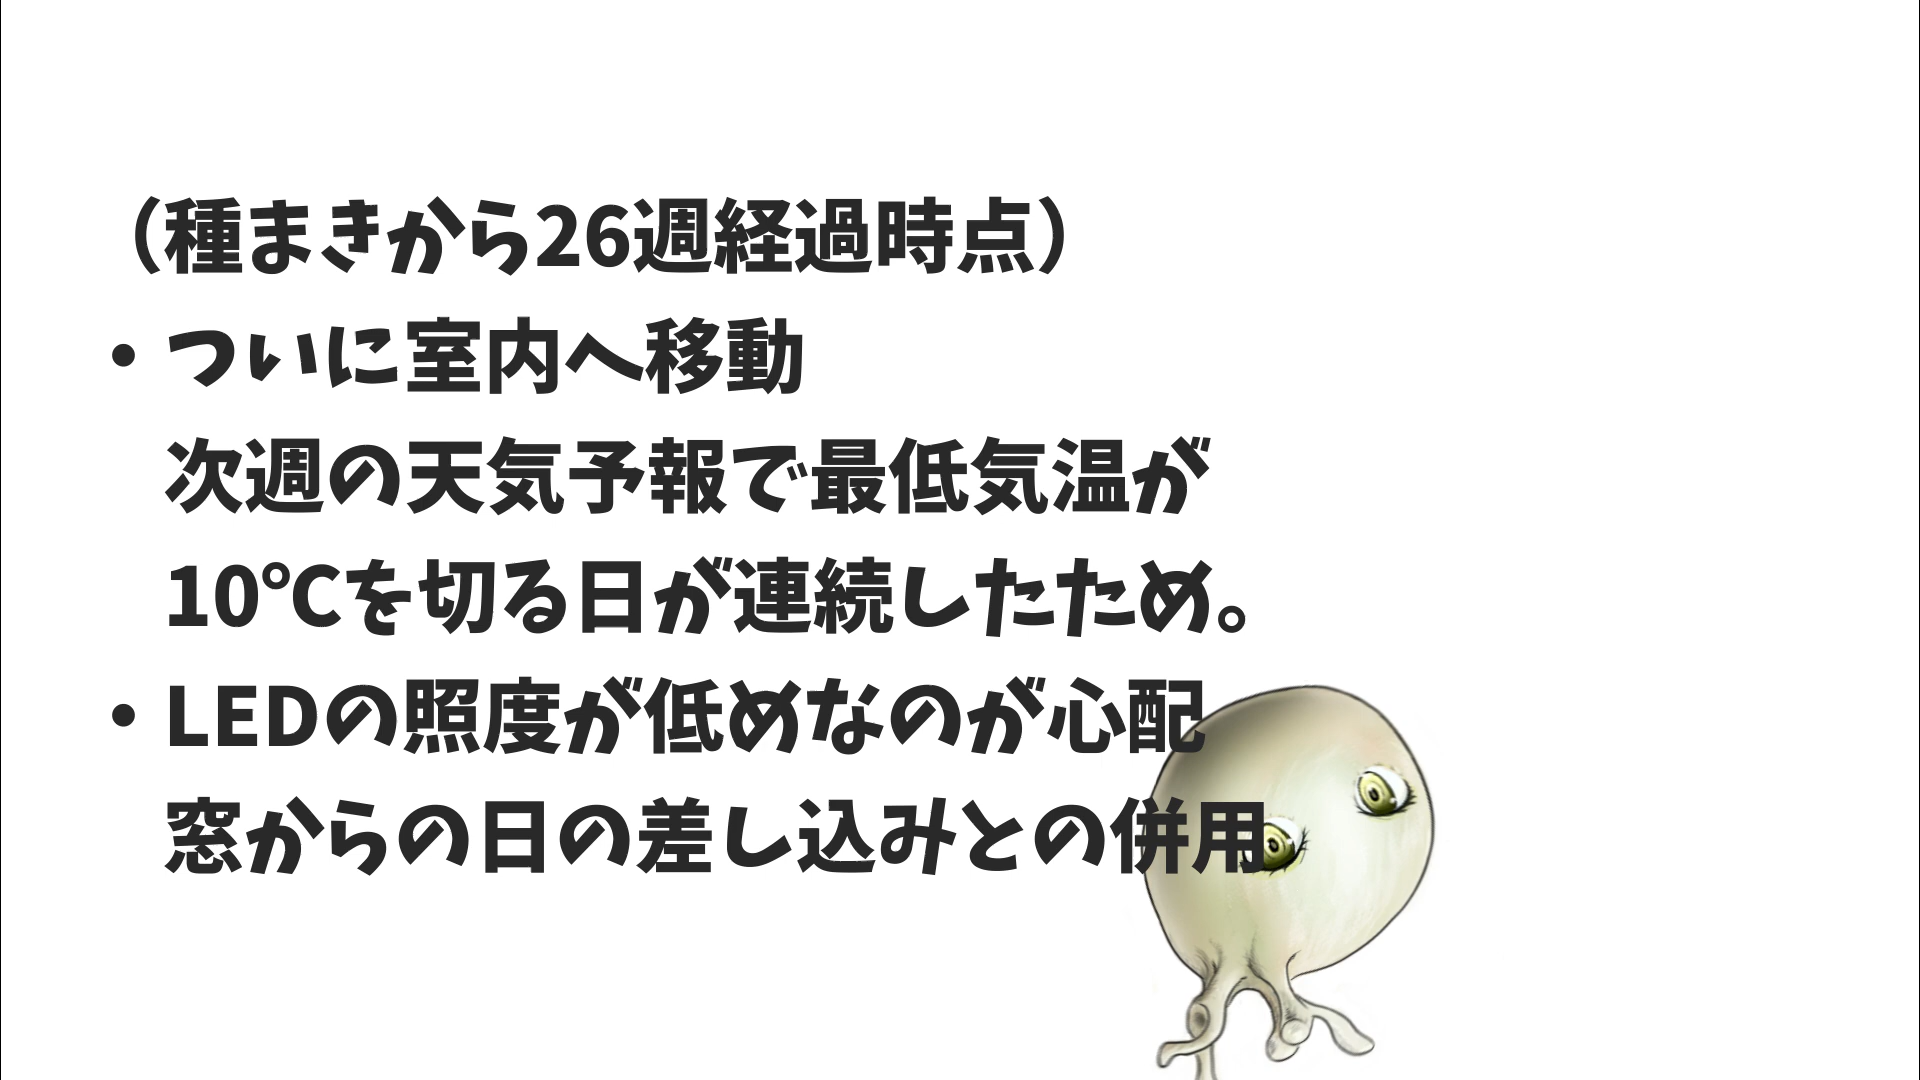 （種まきから26週経過時点）
・ついに室内へ移動
次週の天気予報で最低気温が
10℃を切る日が連続したため。
・LEDの照度が低めなのが心配
窓からの日の差し込みとの併用